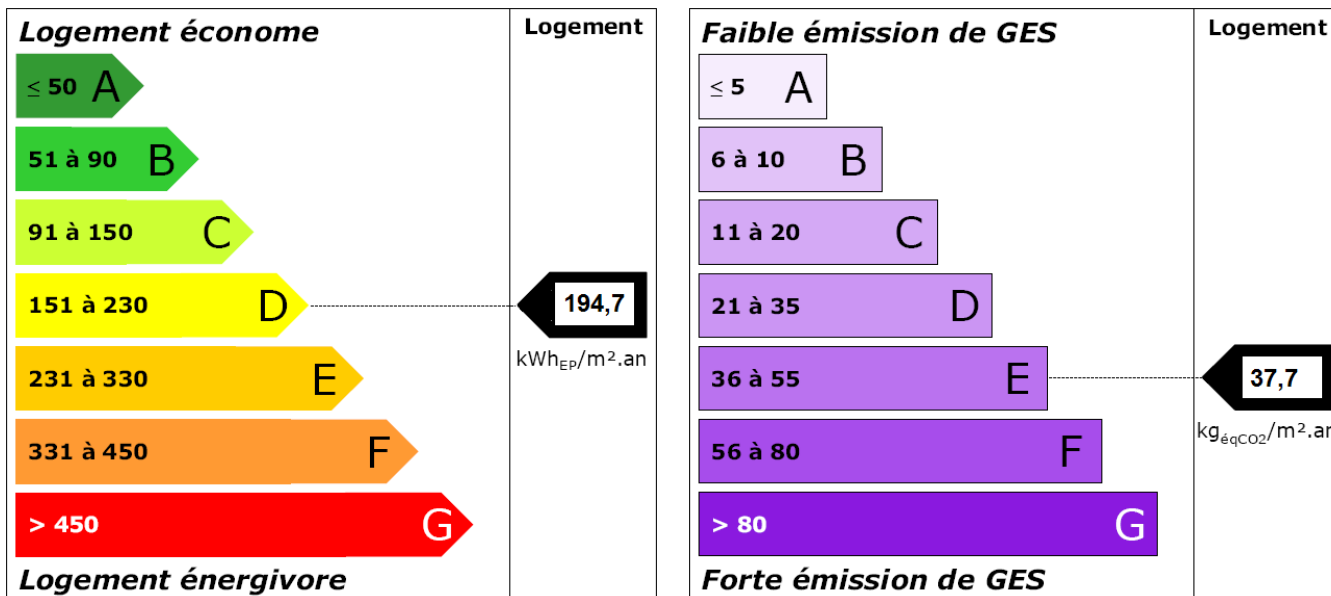 Logement économe
Logement
≤ 50 A
51 à 90 B
91 à 150 C
151 à 230 D
194,7
kWhEP/m².an
231 à 330 E
331 à 450 F
> 450 G
Logement énergivore
Faible émission de GES
Logement
≤ 5 A
6 à 10 B
11 à 20 C
21 à 35 D
36 à 55 E
37,7
kgéqCO2/m².an
56 à 80 F
> 80 G
Forte émission de GES